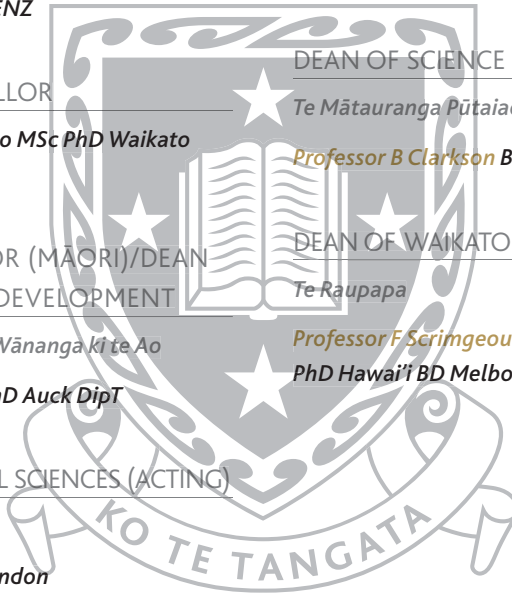 ENZ
LLOR
o MSc PhD Waikato
OR (MĀORI)/DEAN
DEVELOPMENT
Wānanga ki te Ao
D Auck DipT
L SCIENCES (ACTING)
ndon
DEAN OF SCIENCE
Te Mātauranga Pūtaiao
Professor B Clarkson B
DEAN OF WAIKATO
Te Raupapa
Professor F Scrimgeou
PhD Hawai'i BD Melbo
KO TE TANGATA